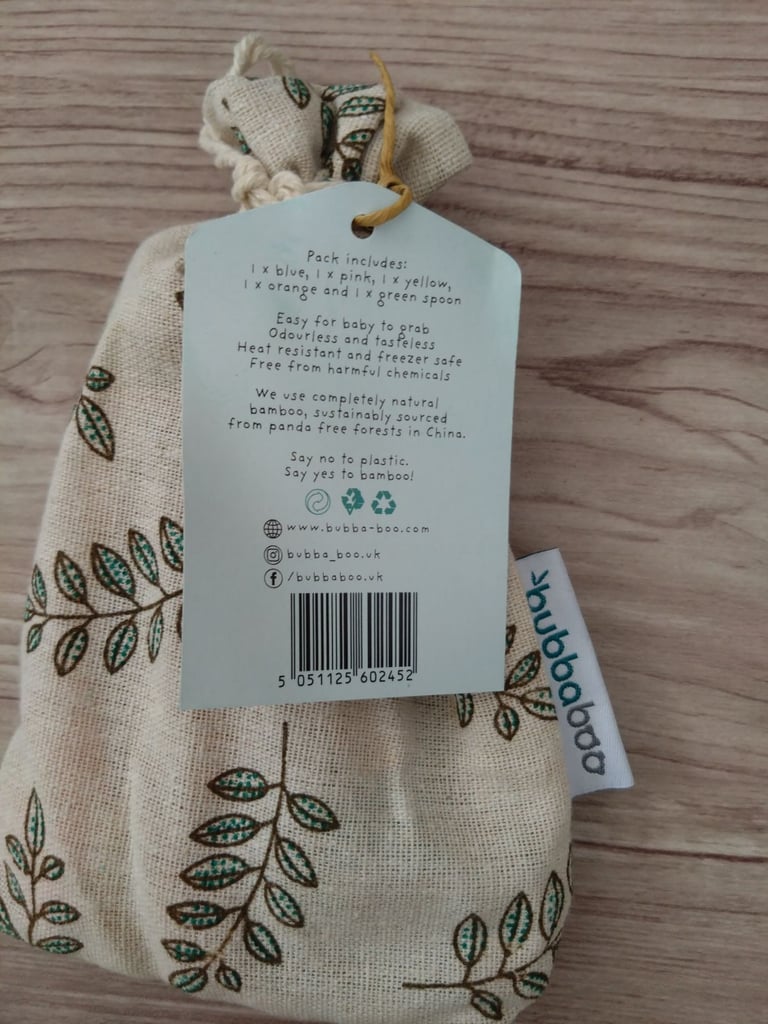 Pack includes:
1 x blue, 1 x pink, 1 x yellow,
1 x orange and 1 x green spoon
Easy for baby to grab
Odourless and tasteless
Heat resistant and freezer safe
Free from harmful chemicals
We use completely natural
bamboo, sustainably sourced
from panda free forests in China.
Say no to plastic.
Say yes to bamboo!
www.bubba-boo.com
bubba_boo.uk
/bubbaboo.uk
5 051125 602452
bubbaboo